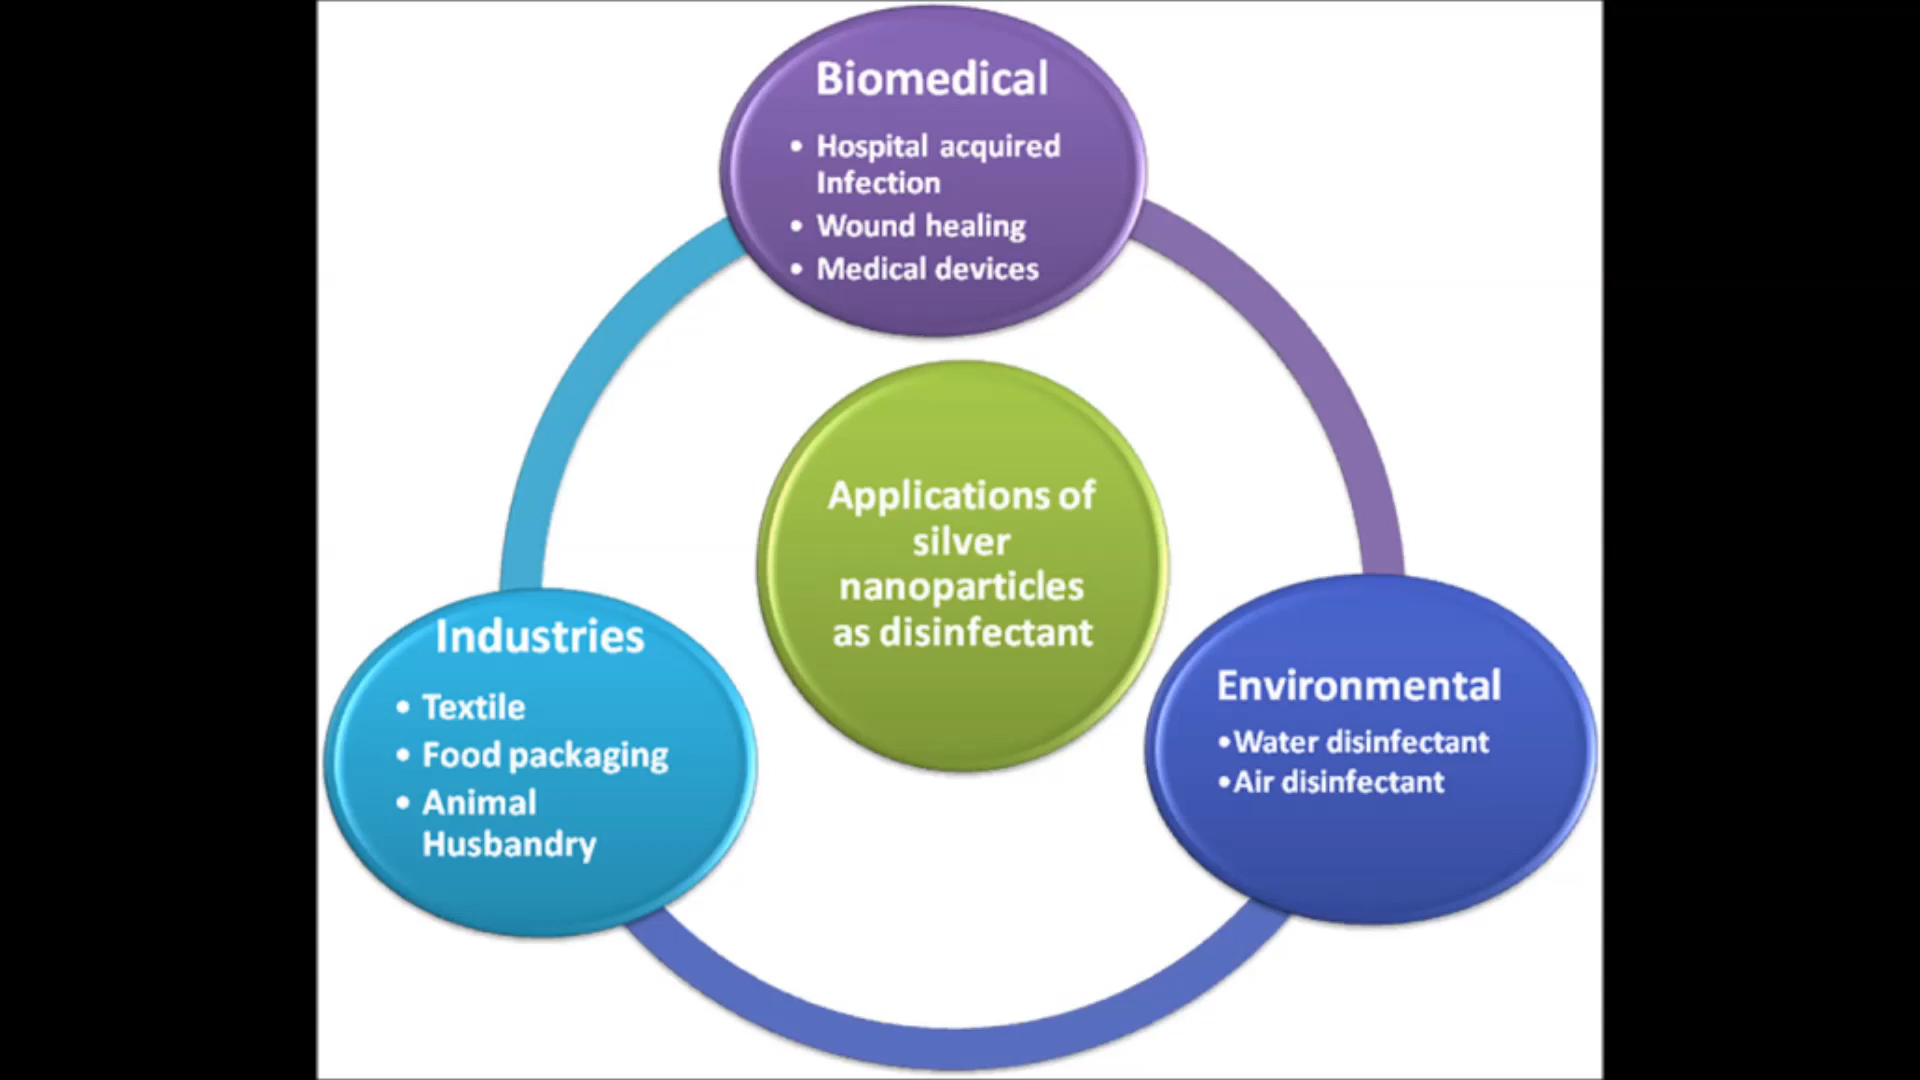 Biomedical
• Hospital acquired
Infection
• Wound healing
• Medical devices
Applications of
silver
nanoparticles
as disinfectant
Industries
• Textile
• Food packaging
• Animal
Husbandry
Environmental
•Water disinfectant
•Air disinfectant